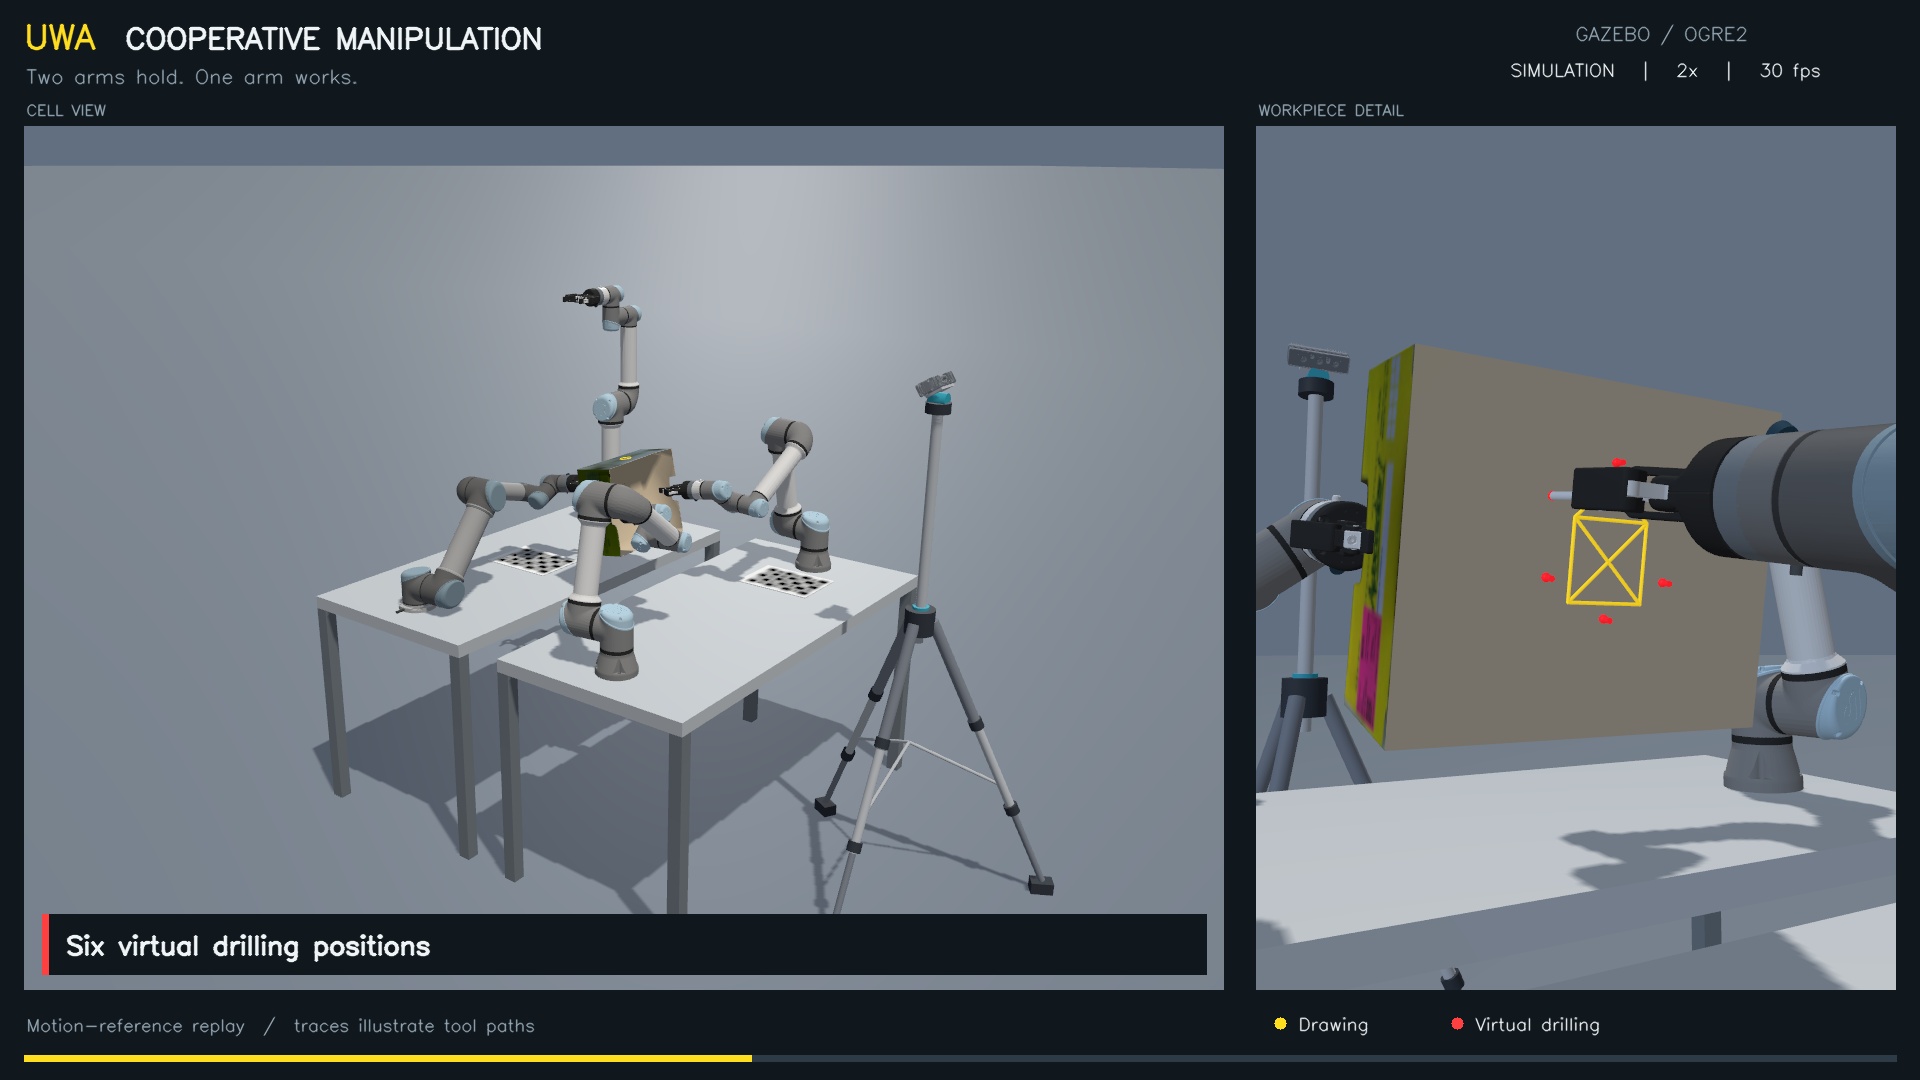 UWA COOPERATIVE MANIPULATION
Two arms hold. One arm works.
GAZEBO / OGRE2
SIMULATION | 2x | 30 fps
CELL VIEW
WORKPIECE DETAIL
Six virtual drilling positions
Motion-reference replay / traces illustrate tool paths
Drawing
Virtual drilling